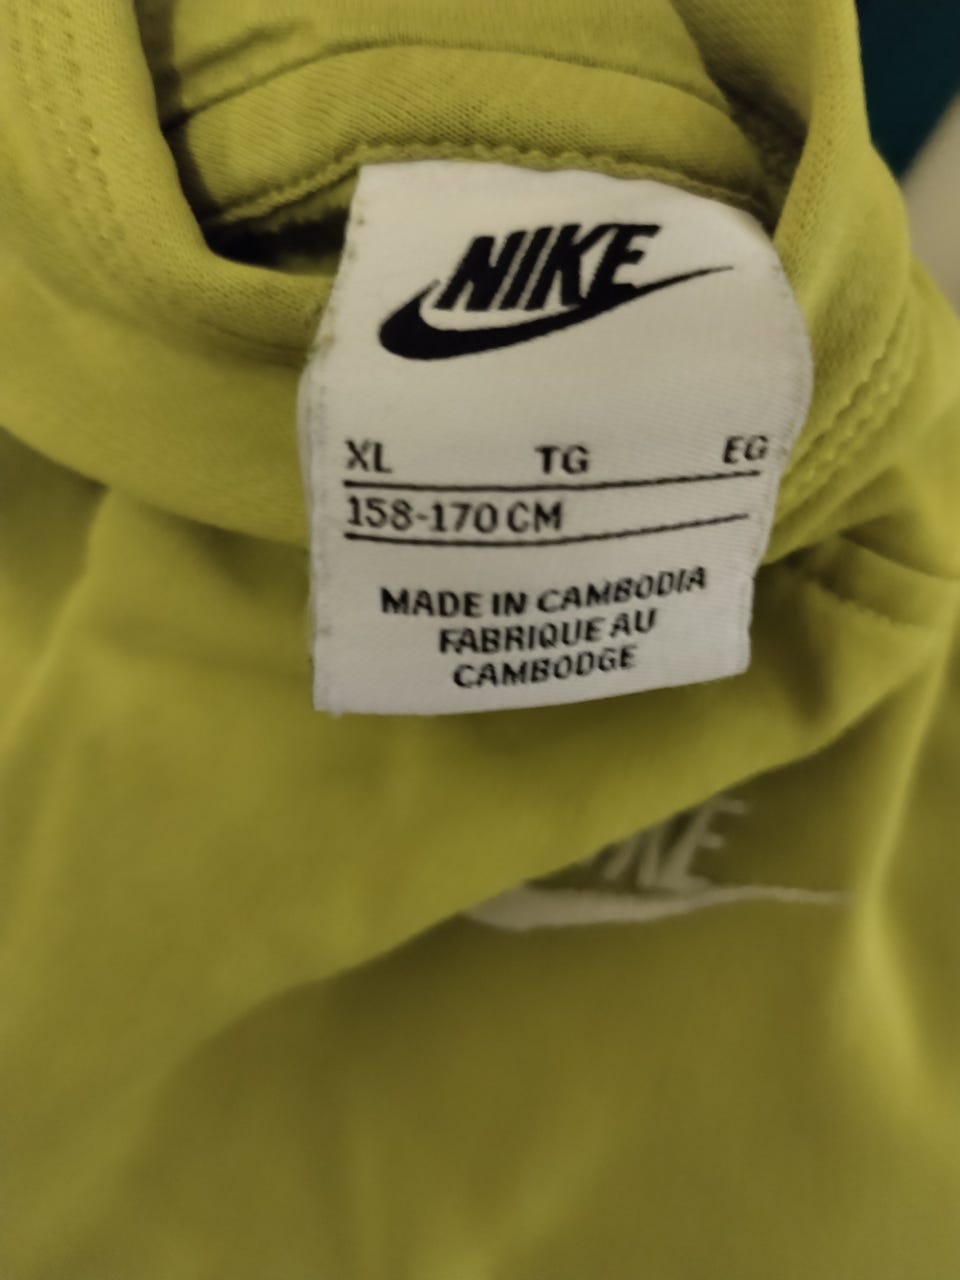 NIKE
XL TG EG
158-170 CM
MADE IN CAMBODIA
FABRIQUE AU
CAMBODGE